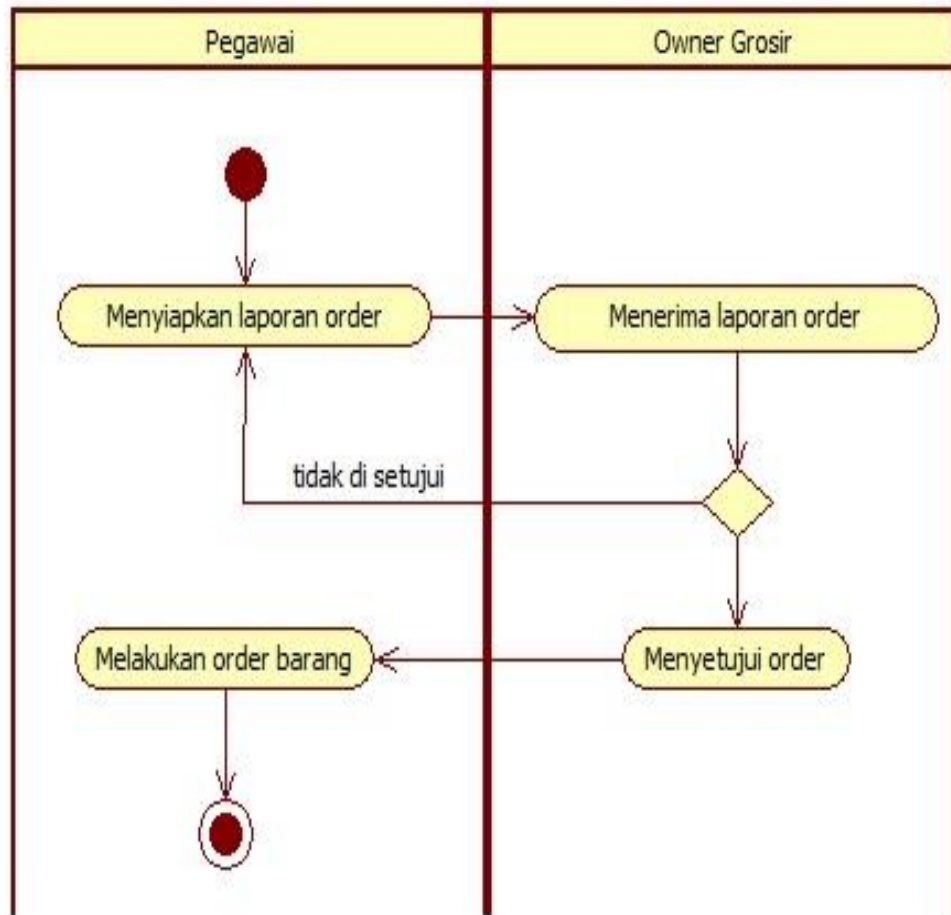 Pegawai
Owner Grosir
Menyiapkan laporan order
Menerima laporan order
tidak di setujui
Melakukan order barang
Menyetujui order